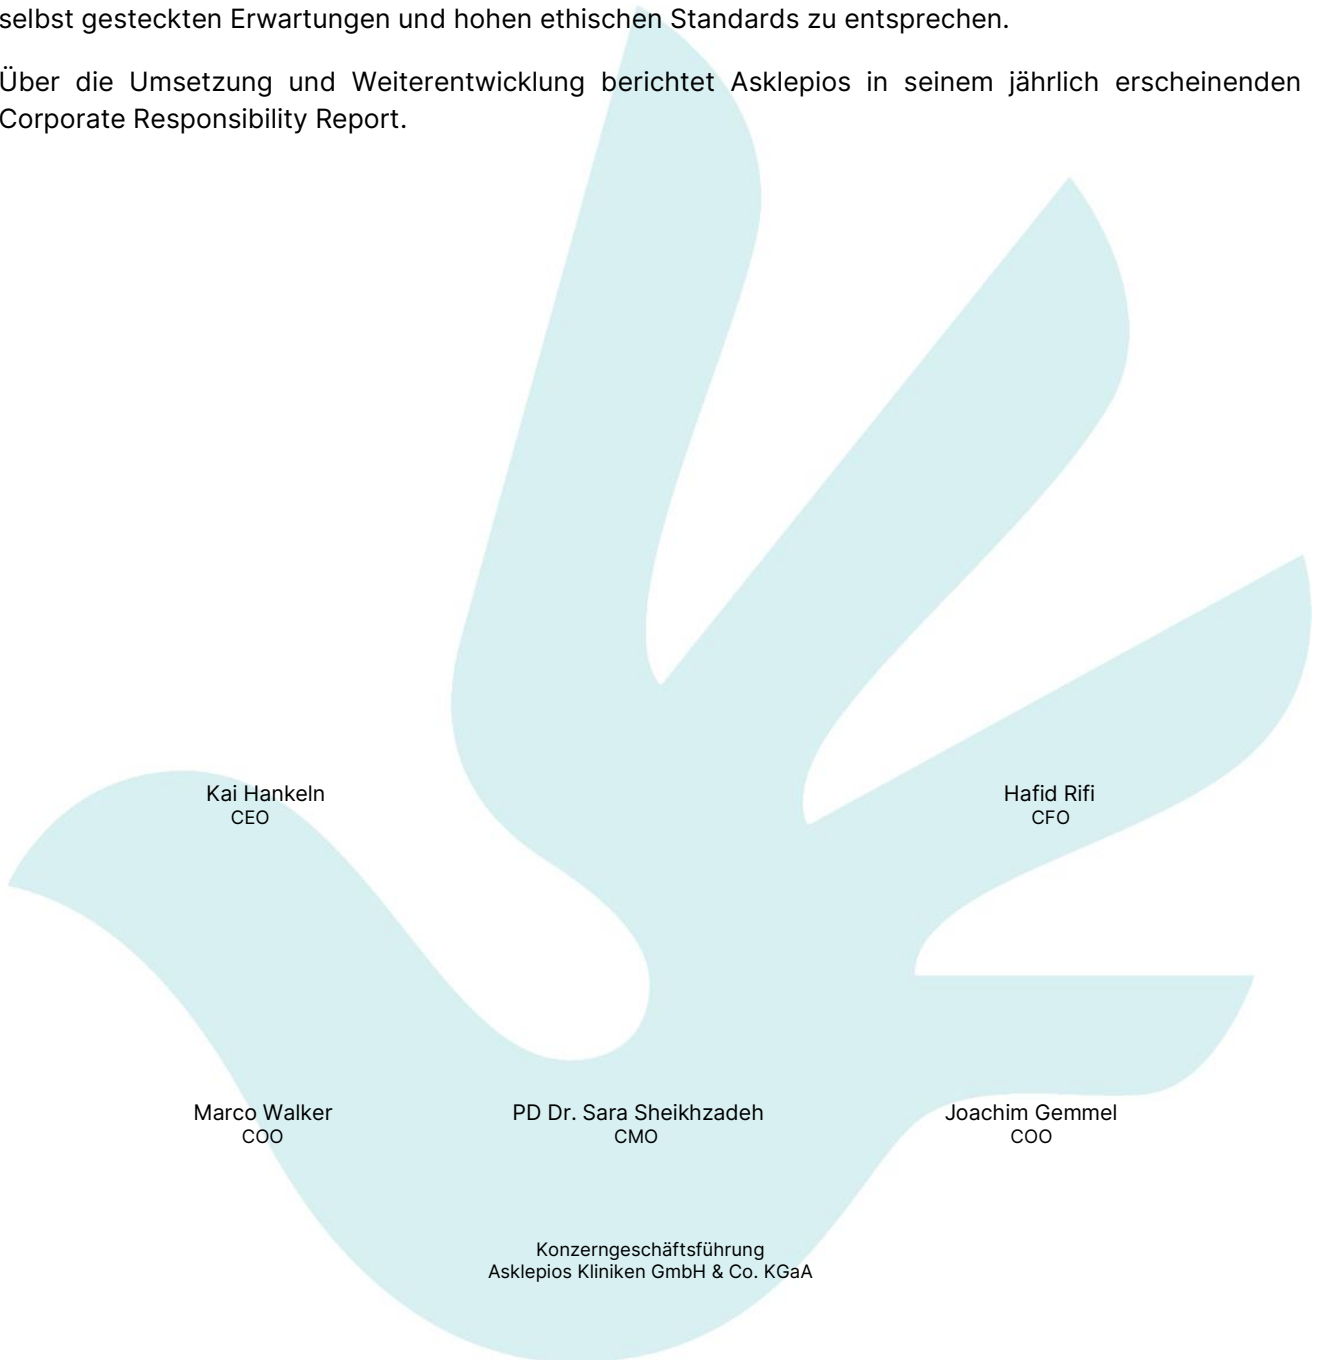 selbst gesteckten Erwartungen und hohen ethischen Standards zu entsprechen.
Über die Umsetzung und Weiterentwicklung berichtet Asklepios in seinem jährlich erscheinenden
Corporate Responsibility Report.
Kai Hankeln
CEO
Hafid Rifi
CFO
Marco Walker
COO
PD Dr. Sara Sheikhzadeh
CMO
Joachim Gemmel
COO
Konzerngeschäftsführung
Asklepios Kliniken GmbH & Co. KGaA